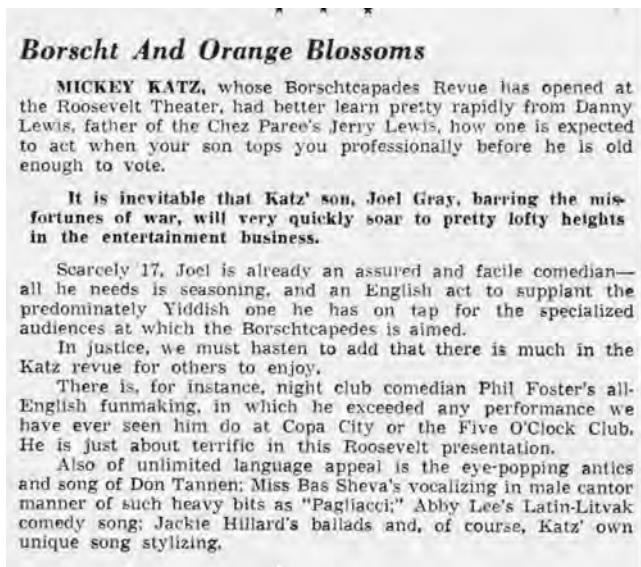 Borscht And Orange Blossoms
MICKEY KATZ, whose Borschtcapades Revue has opened at
the Roosevelt Theater, had better learn pretty rapidly from Danny
Lewis, father of the Chez Paree's Jerry Lewis, how one is expected
to act when your son tops you professionally before he is old
enough to vote.
It is inevitable that Katz' son, Joel Gray, barring the mis-
fortunes of war, will very quickly soar to pretty lofty heights
in the entertainment business.
Scarcely 17, Joel is already an assured and facile comedian—
all he needs is seasoning, and an English act to supplant the
predominately Yiddish one he has on tap for the specialized
audiences at which the Borschtcapedes is aimed.
In justice, we must hasten to add that there is much in the
Katz revue for others to enjoy.
There is, for instance, night club comedian Phil Foster's all-
English funmaking, in which he exceeded any performance we
have ever seen him do at Copa City or the Five O'Clock Club.
He is just about terrific in this Roosevelt presentation.
Also of unlimited language appeal is the eye-popping antics
and song of Don Tannen; Miss Bas Sheva's vocalizing in male cantor
manner of such heavy bits as "Pagliacci;" Abby Lee's Latin-Litvak
comedy song; Jackie Hillard's ballads and, of course, Katz' own
unique song stylizing.